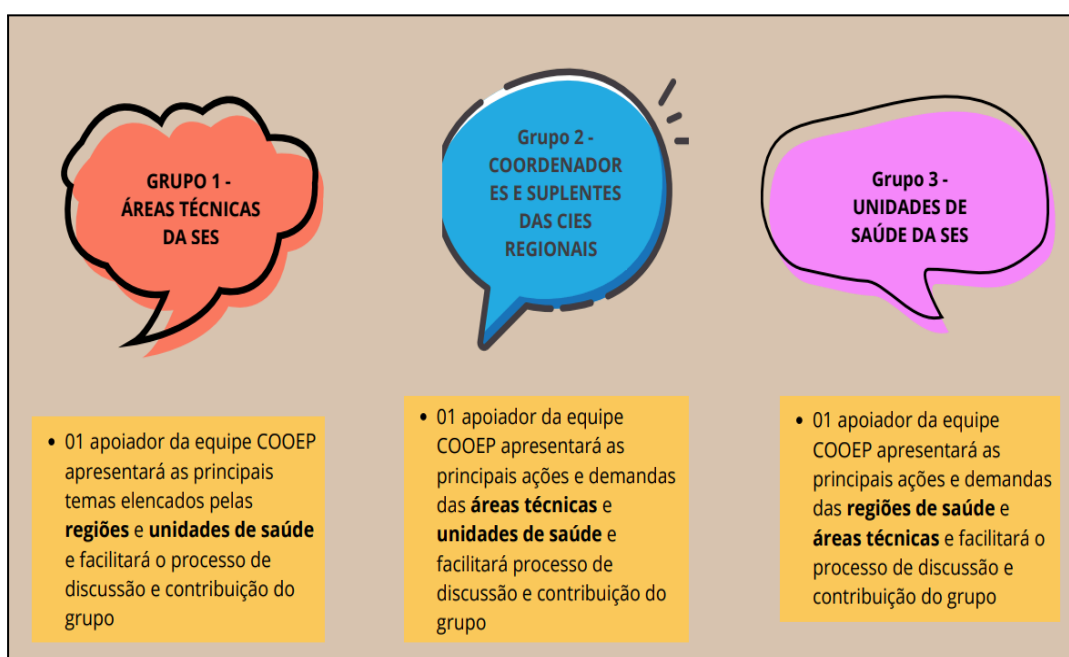 GRUPO 1 -
ÁREAS TÉCNICAS
DA SES
Grupo 2 -
COORDENADOR
ES E SUPLENTES
DAS CIES
REGIONAIS
Grupo 3 -
UNIDADES DE
SAÚDE DA SES
• 01 apoiador da equipe COOEP
apresentará as principais
temas elencados pelas
regiões e unidades de saúde
e facilitará o processo de
discussão e contribuição do
grupo
• 01 apoiador da equipe
COOEP apresentará as
principais ações e demandas
das áreas técnicas e
unidades de saúde e
facilitará processo de
discussão e contribuição do
grupo
• 01 apoiador da equipe
COOEP apresentará as
principais ações e demandas
das regiões de saúde e
áreas técnicas e facilitará o
processo de discussão e
contribuição do grupo